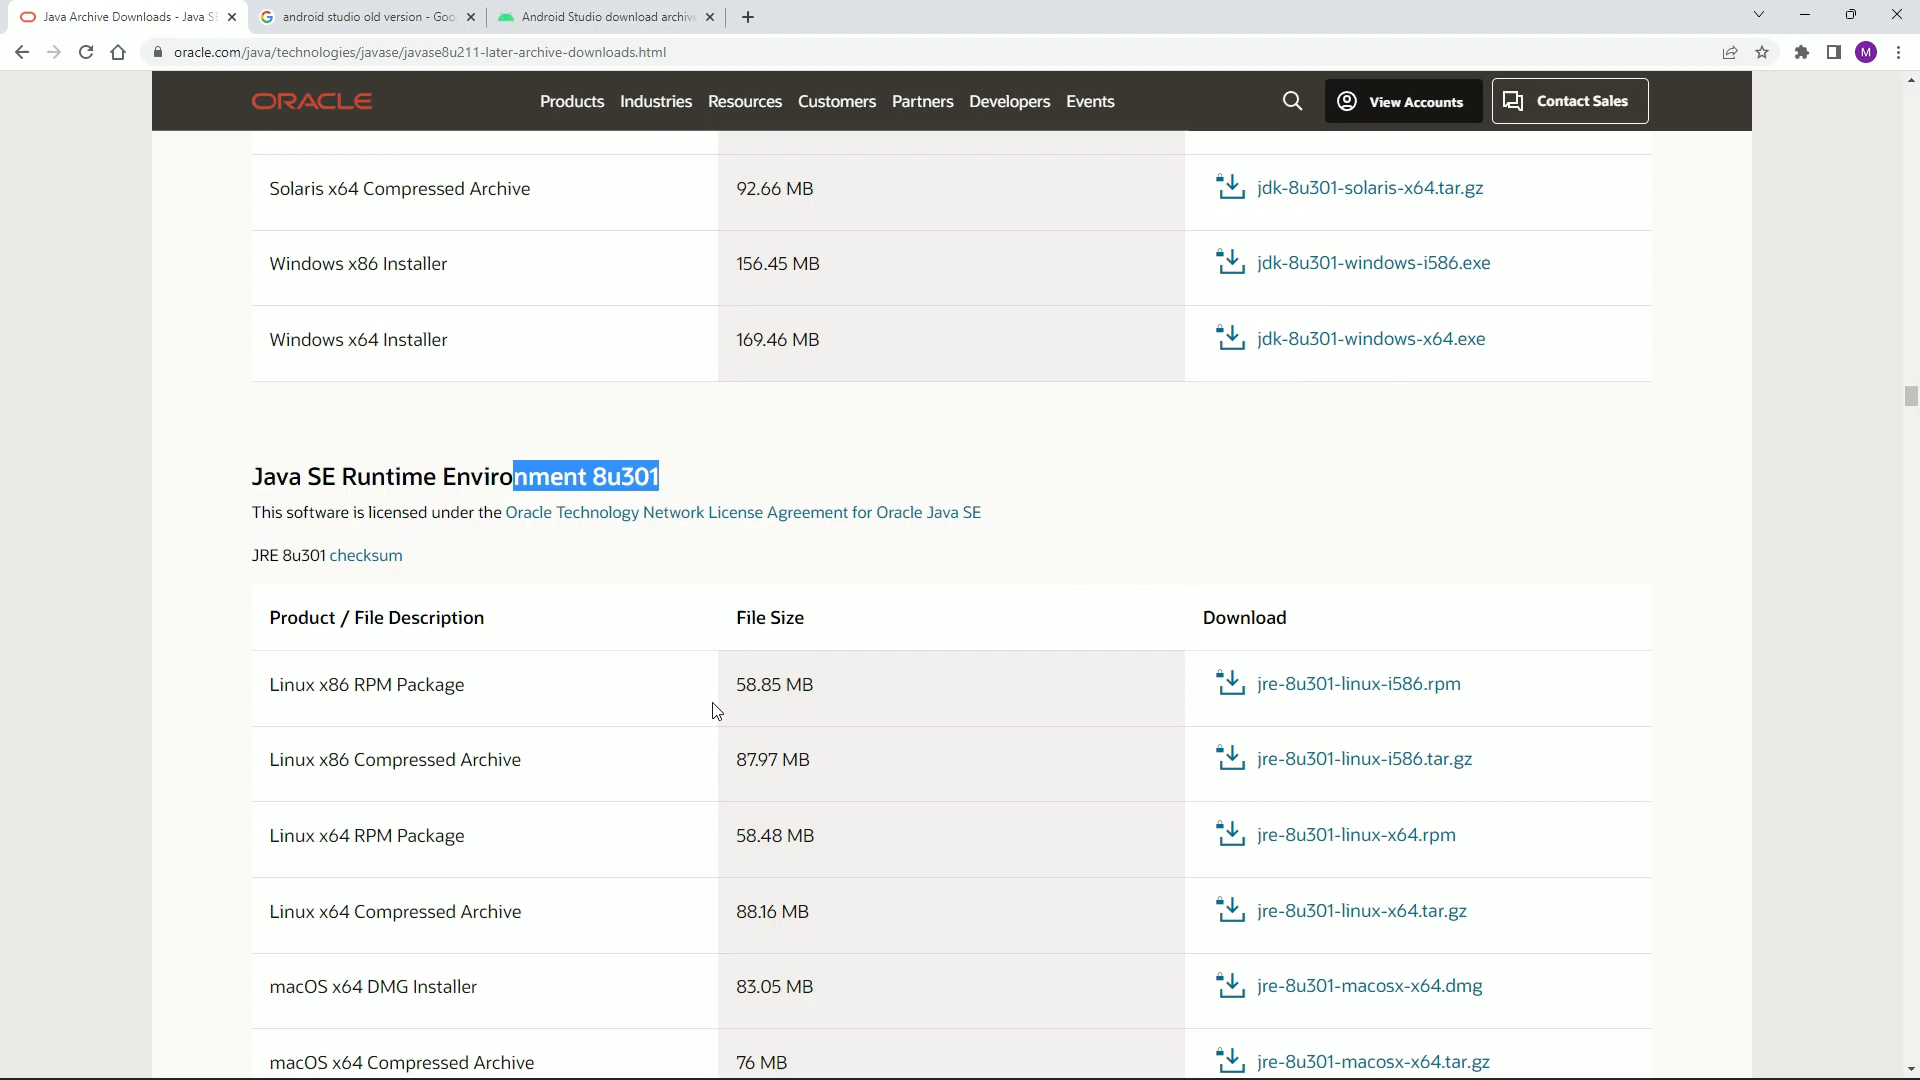 Java Archive Downloads - Java S
android studio old version - Goo
Android Studio download archive
oracle.com/java/technologies/javase/javase8u211-later-archive-downloads.html
M
ORACLE
Products Industries Resources Customers Partners Developers Events
View Accounts
Contact Sales
Solaris x64 Compressed Archive 92.66 MB jdk-8u301-solaris-x64.tar.gz
Windows x86 Installer 156.45 MB jdk-8u301-windows-i586.exe
Windows x64 Installer 169.46 MB jdk-8u301-windows-x64.exe
Java SE Runtime Environment 8u301
This software is licensed under the Oracle Technology Network License Agreement for Oracle Java SE
JRE 8u301 checksum
Product / File Description File Size Download
Linux x86 RPM Package 58.85 MB jre-8u301-linux-i586.rpm
Linux x86 Compressed Archive 87.97 MB jre-8u301-linux-i586.tar.gz
Linux x64 RPM Package 58.48 MB jre-8u301-linux-x64.rpm
Linux x64 Compressed Archive 88.16 MB jre-8u301-linux-x64.tar.gz
macOS x64 DMG Installer 83.05 MB jre-8u301-macosx-x64.dmg
macOS x64 Compressed Archive 76 MB jre-8u301-macosx-x64.tar.gz